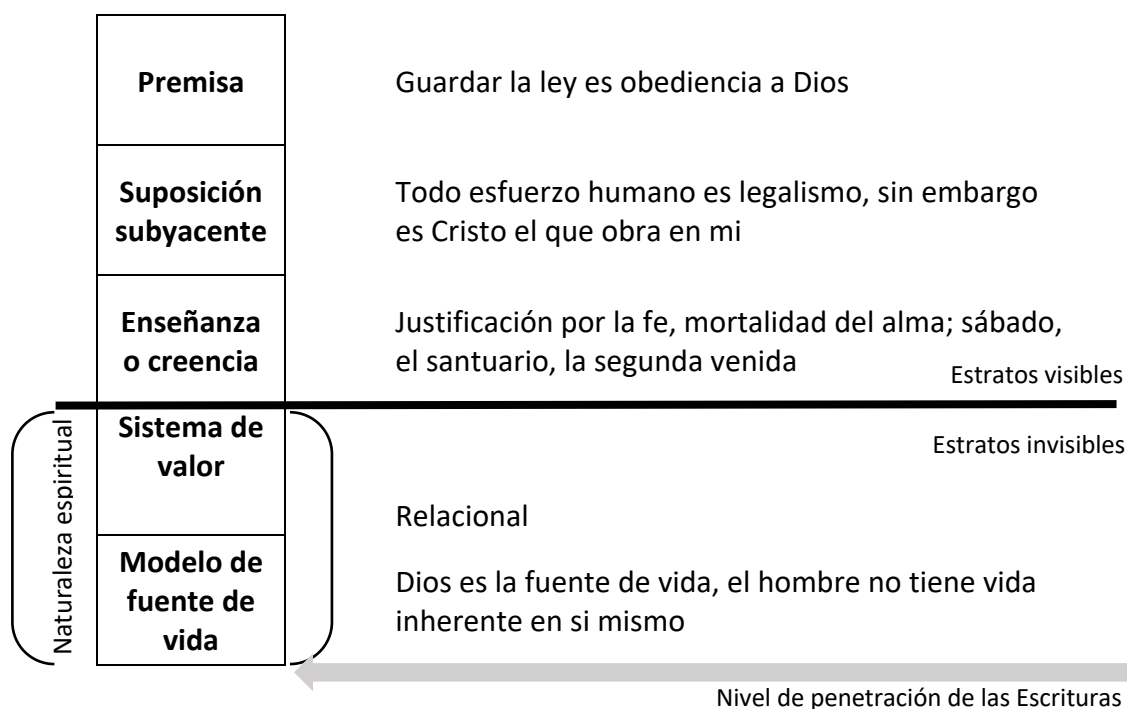 Premisa
Guardar la ley es obediencia a Dios
Suposición
subyacente
Todo esfuerzo humano es legalismo, sin embargo
es Cristo el que obra en mi
Enseñanza
o creencia
Justificación por la fe, mortalidad del alma; sábado,
el santuario, la segunda venida
Estratos visibles
Estratos invisibles
Naturaleza espiritual
Sistema de
valor
Relacional
Modelo de
fuente de
vida
Dios es la fuente de vida, el hombre no tiene vida
inherente en si mismo
Nivel de penetración de las Escrituras